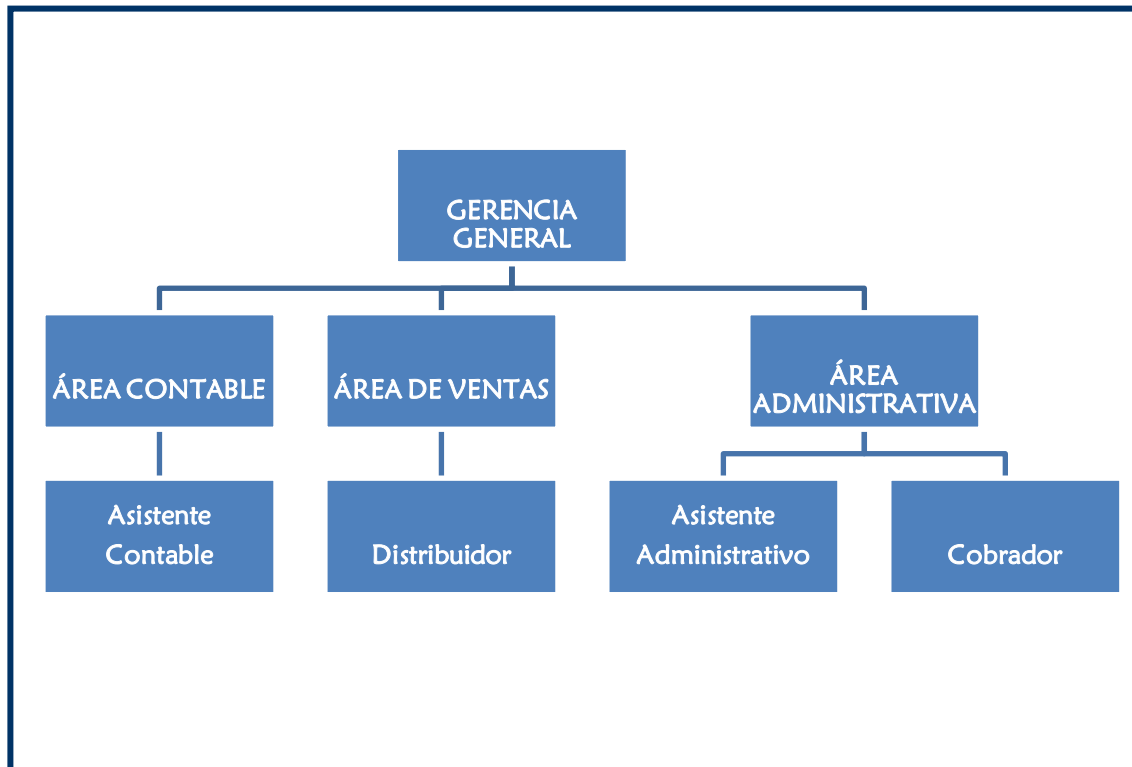 GERENCIA
GENERAL
ÁREA CONTABLE
ÁREA DE VENTAS
ÁREA
ADMINISTRATIVA
Asistente
Contable
Distribuidor
Asistente
Administrativo
Cobrador